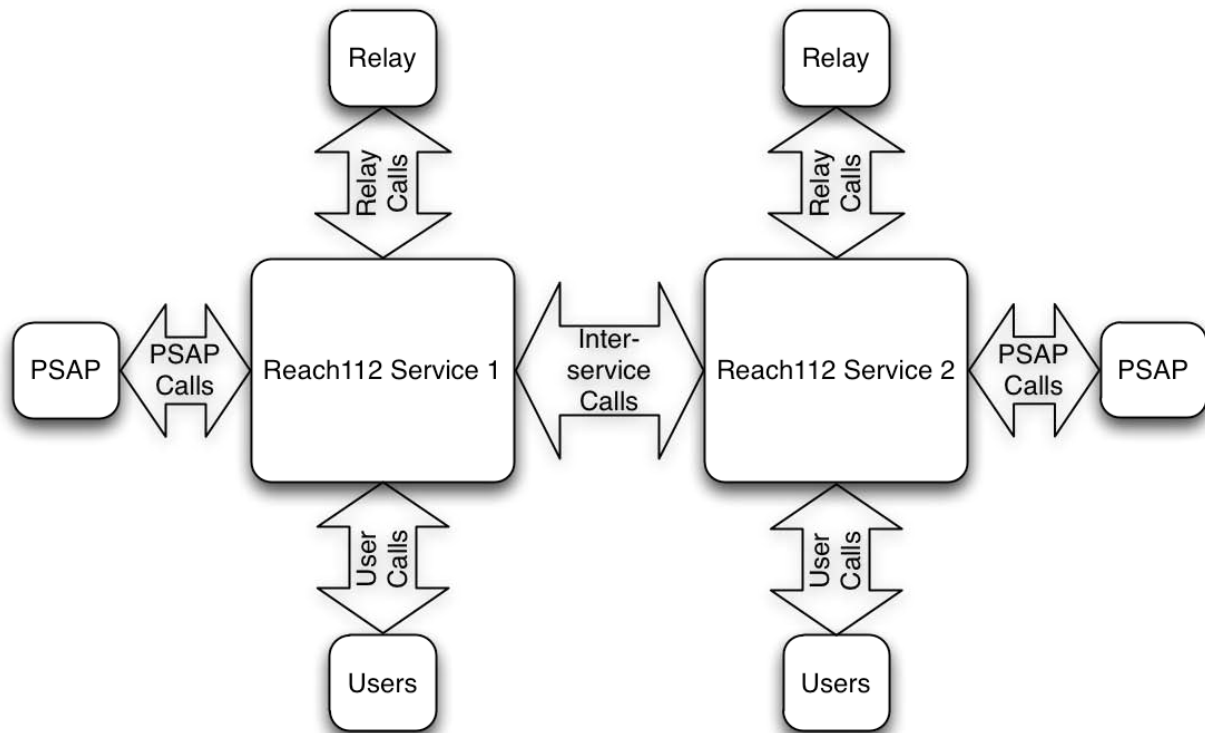 Relay
Relay
Relay
Calls
Relay
Calls
PSAP
PSAP
Calls
Reach112 Service 1
Inter-
service
Calls
Reach112 Service 2
PSAP
Calls
PSAP
User
Calls
User
Calls
Users
Users